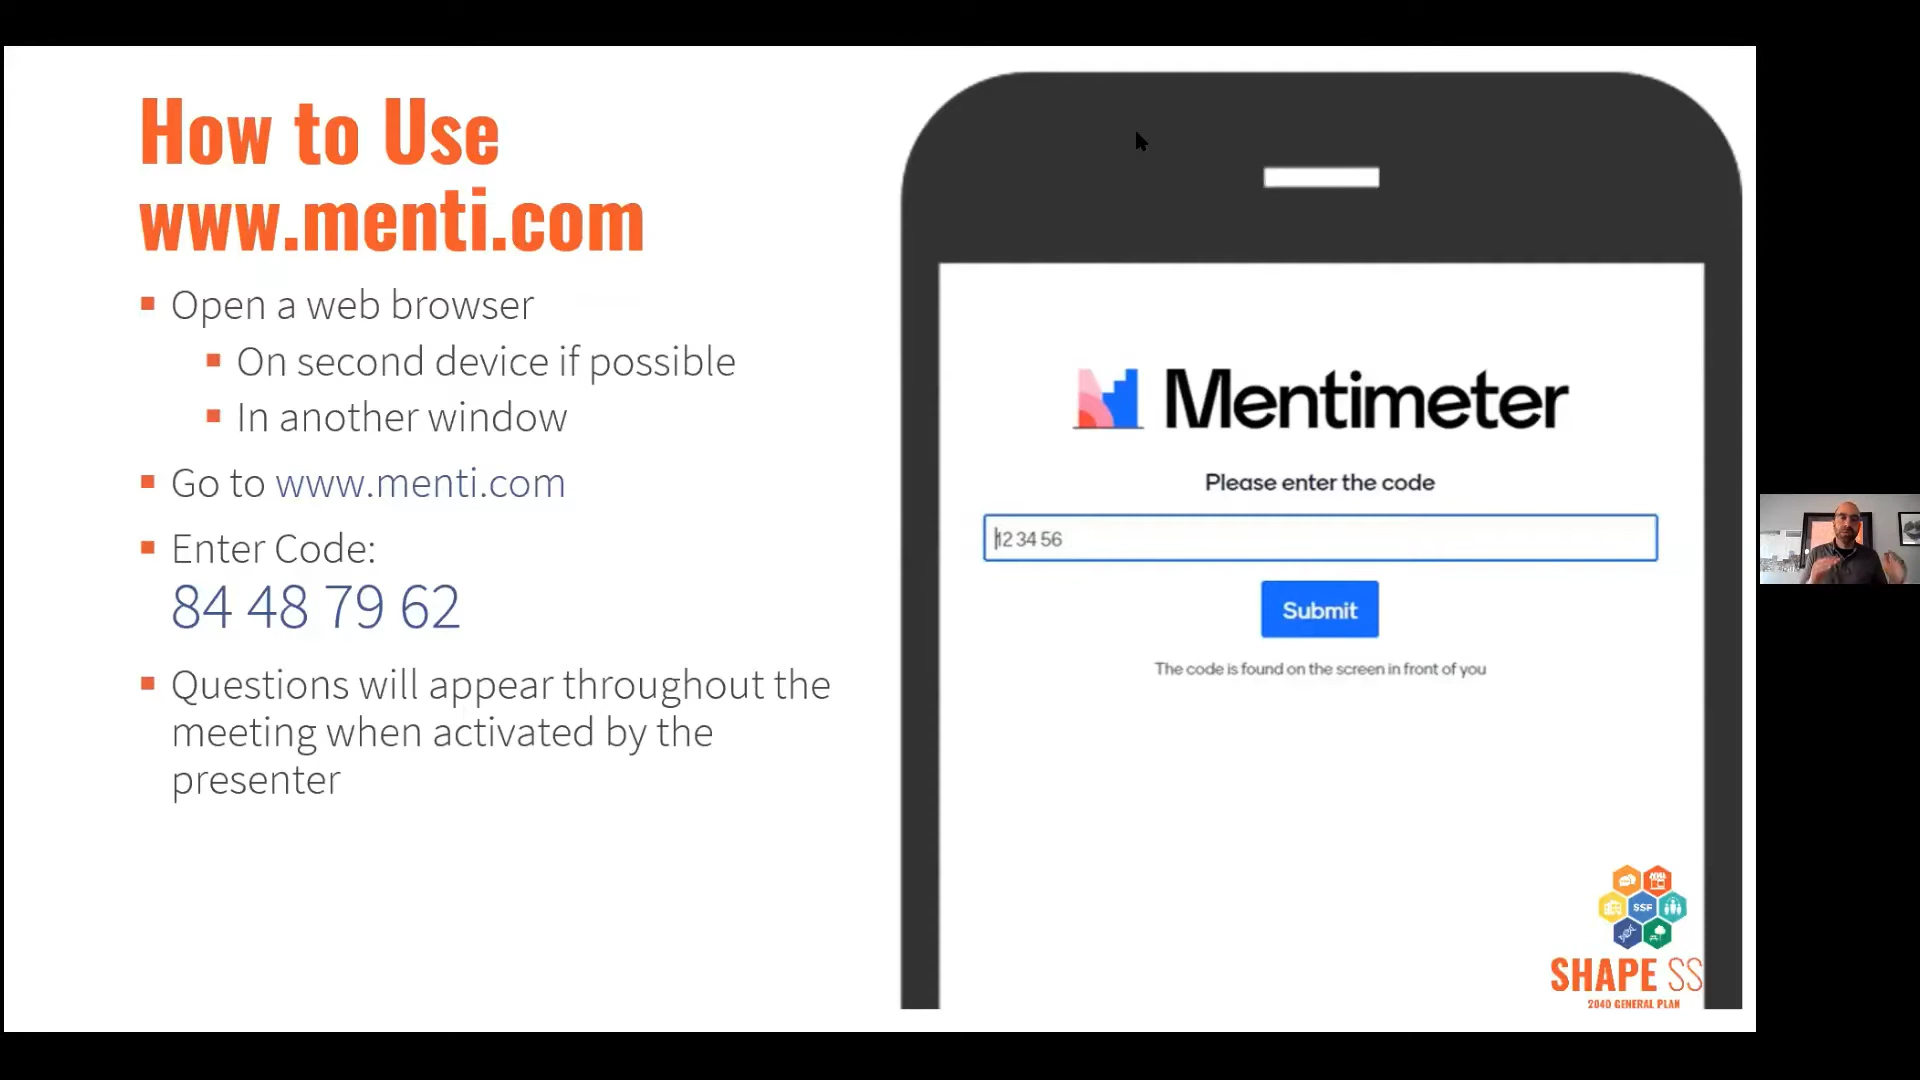 How to Use
www.menti.com
Open a web browser
On second device if possible
In another window
Go to www.menti.com
Enter Code:
84 48 79 62
Questions will appear throughout the
meeting when activated by the
presenter
Mentimeter
Please enter the code
12 34 56
Submit
The code is found on the screen in front of you
SSF
SHAPE SS
2040 GENERAL PLAN